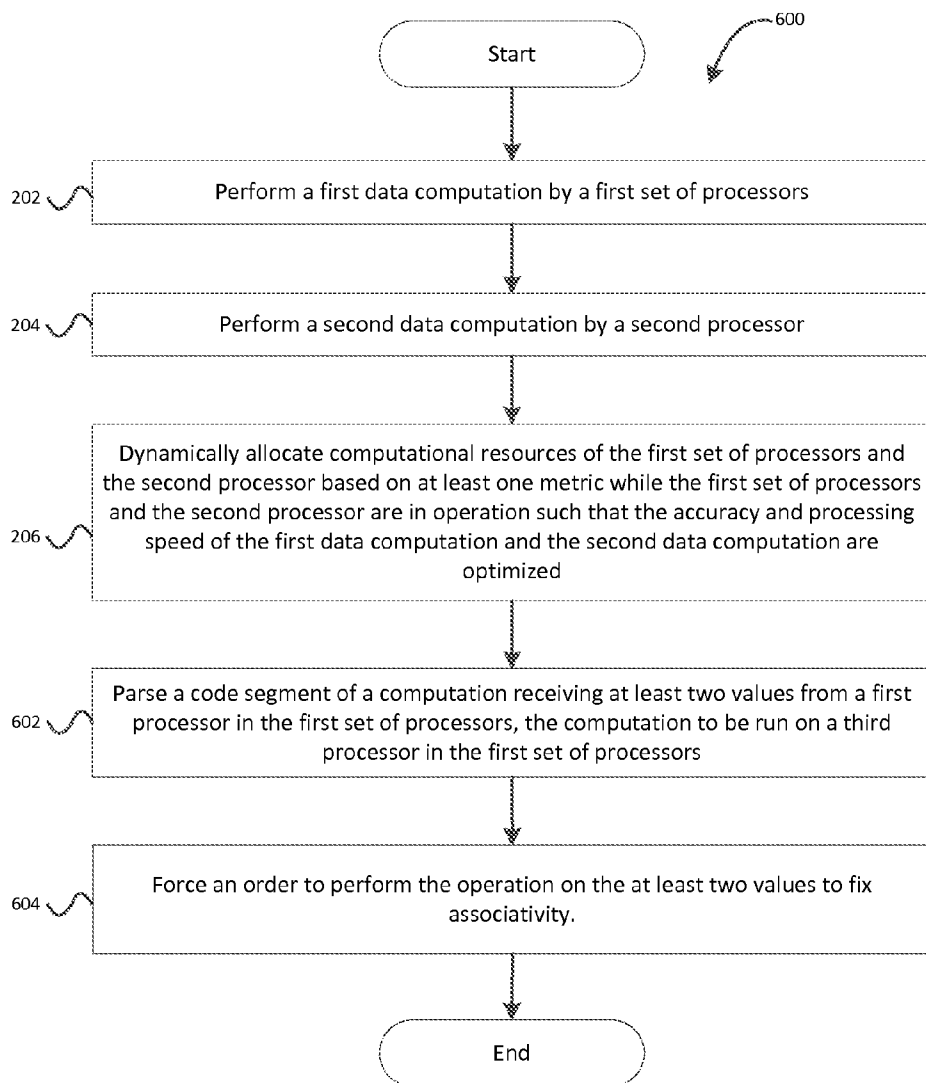 600
Start
202
Perform a first data computation by a first set of processors
204
Perform a second data computation by a second processor
Dynamically allocate computational resources of the first set of processors and
the second processor based on at least one metric while the first set of processors
and the second processor are in operation such that the accuracy and processing
206
speed of the first data computation and the second data computation are
optimized
Parse a code segment of a computation receiving at least two values from a first
602
processor in the first set of processors, the computation to be run on a third
processor in the first set of processors
Force an order to perform the operation on the at least two values to fix
604
associativity.
End